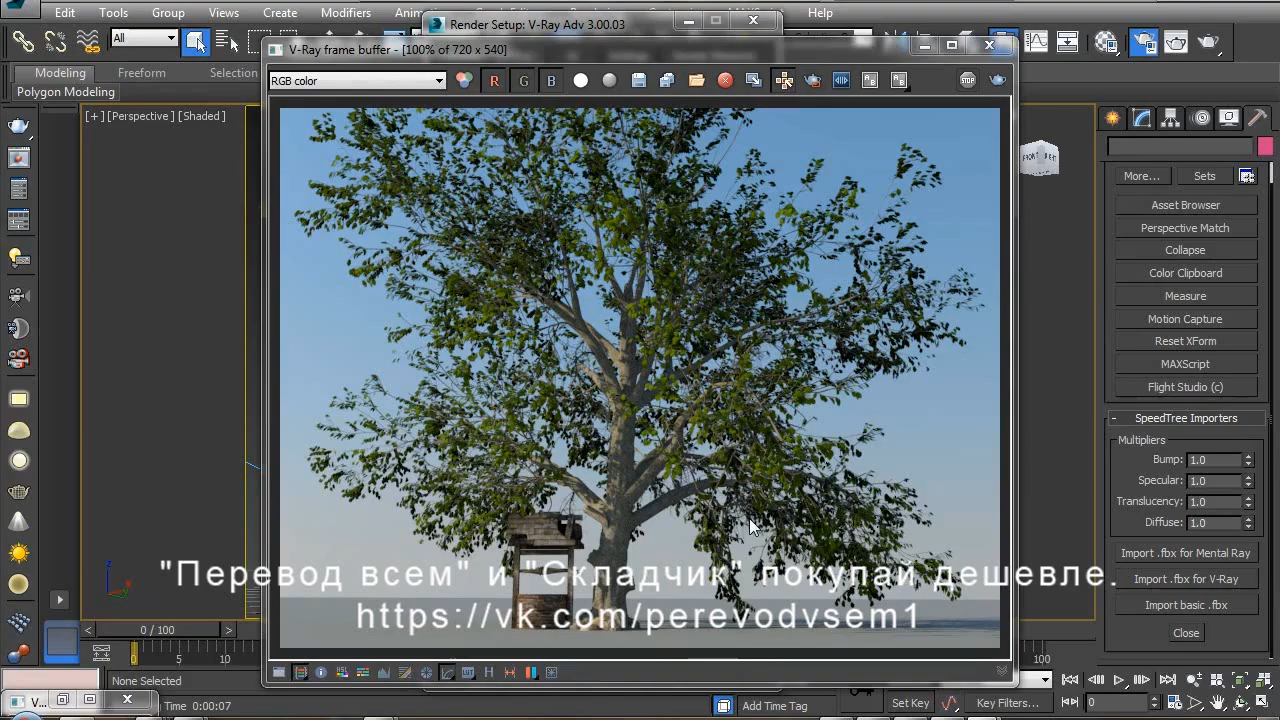 Edit Tools Group Views Create Modifiers Help
Render Setup: V-Ray Adv 3.00.03
V-Ray frame buffer - [100% of 720 x 540]
All
Modeling Freeform Selection
Polygon Modeling
RGB color
R G B
STOP
[+] [Perspective] [Shaded]
FRONT
More... Sets
Asset Browser
Perspective Match
Collapse
Color Clipboard
Measure
Motion Capture
Reset XForm
MAXScript
Flight Studio (c)
- SpeedTree Importers
Multipliers
Bump: 1.0
Specular: 1.0
Translucency: 1.0
Diffuse: 1.0
Import .fbx for Mental Ray
Import .fbx for V-Ray
Import basic .fbx
Close
"Перевод всем" и "Складчик" покупай дешевле.
https://vk.com/perevodvsem1
z
< 0 / 100 >
0 5 10 100
None Selected
V...
Time 0:00:07
Add Time Tag
Set Key
Key Filters...
0